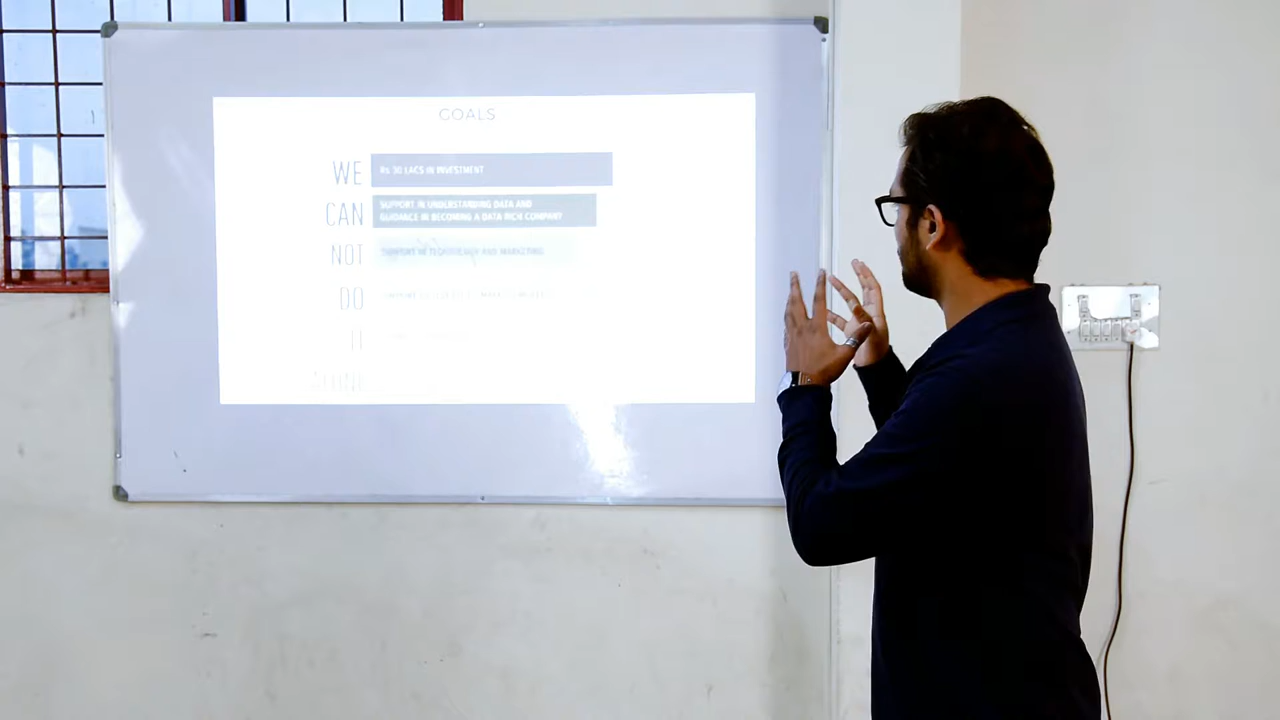 GOALS
WE
Rs 30 LACS IN INVESTMENT
CAN
SUPPORT IN UNDERSTANDING DATA AND
GUIDANCE IN BECOMING A DATA RICH COMPANY
NOT
SUPPORT IN TECHNOLOGY AND MARKETING
DO
IT
ALONE